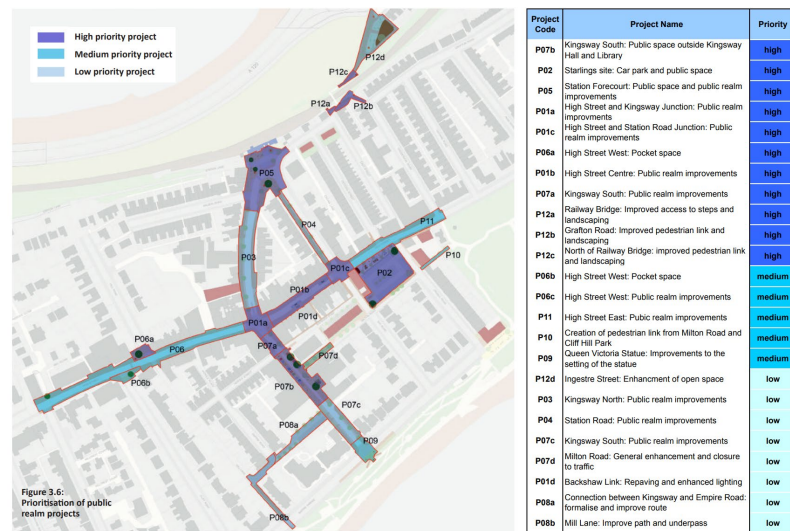 High priority project
Medium priority project
Low priority project
P12d
P12c
P12a
P12b
P05
P04
P11
P10
P03
P01c
P02
P01b
P01d
P01a
P06a
P06
P06b
P07a
P07d
P07b
P07c
P08a
P09
P08b
Figure 3.6:
Prioritisation of public
realm projects
Project
Code
Project Name
Priority
P07b
Kingsway South: Public space outside Kingsway
Hall and Library
high
P02
Starlings site: Car park and public space
high
P05
Station Forecourt: Public space and public realm
improvements
high
P01a
High Street and Kingsway Junction: Public realm
improvments
high
P01c
High Street and Station Road Junction: Public
realm improvements
high
P06a
High Street West: Pocket space
high
P01b
High Street Centre: Public realm improvements
high
P07a
Kingsway South: Public realm improvements
high
P12a
Railway Bridge: Improved access to steps and
landscaping
high
P12b
Grafton Road: Improved pedestrian link and
landscaping
high
P12c
North of Railway Bridge: improved pedestrian link
and landscaping
high
P06b
High Street West: Pocket space
medium
P06c
High Street West: Public realm improvements
medium
P11
High Street East: Pubic realm improvements
medium
P10
Creation of pedestrian link from Milton Road and
Cliff Hill Park
medium
P09
Queen Victoria Statue: Improvements to the
setting of the statue
medium
P12d
Ingestre Street: Enhancment of open space
low
P03
Kingsway North: Public realm improvements
low
P04
Station Road: Public realm improvements
low
P07c
Kingsway South: Public realm improvements
low
P07d
Milton Road: General enhancement and closure
to traffic
low
P01d
Backshaw Link: Repaving and enhanced lighting
low
P08a
Connection between Kingsway and Empire Road:
formalise and improve route
low
P08b
Mill Lane: Improve path and underpass
low